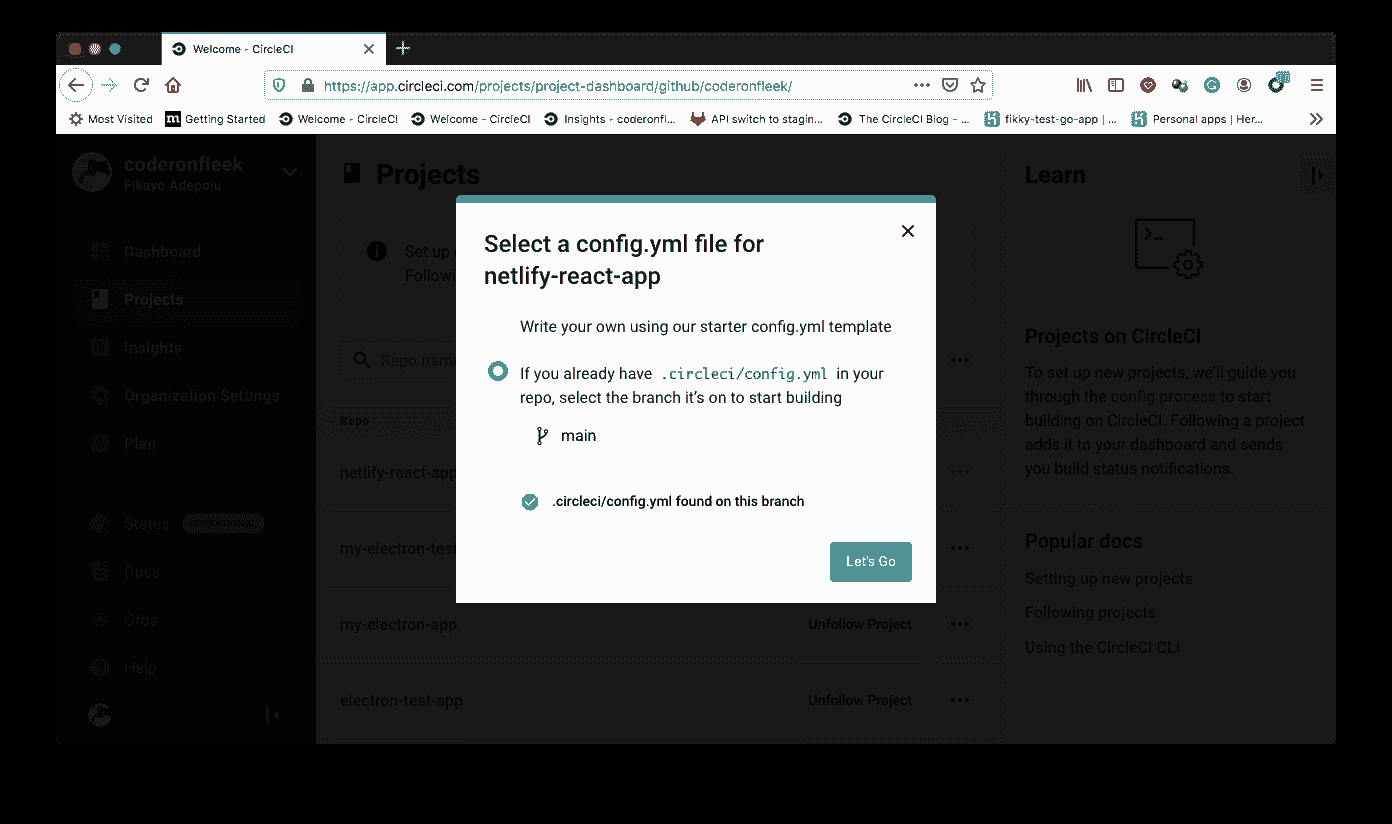 Welcome - CircleCI
https://app.circleci.com/projects/project-dashboard/github/coderonfleek/
Most Visited
Getting Started
Welcome - CircleCI
Welcome - CircleCI
Insights - coderonfl...
API switch to stagin...
The CircleCI Blog - ...
fikky-test-go-app | ...
Personal apps | Her...
coderonfleek
Fikayo Adepoju
Dashboard
Projects
Insights
Organization Settings
Plan
Status OPERATIONAL
Docs
Orbs
Help
Projects
Set up
Followi
Repo name
Repo
netlify-react-app
my-electron-test
my-electron-app
Unfollow Project
electron-test-app
Unfollow Project
Select a config.yml file for
netlify-react-app
Write your own using our starter config.yml template
If you already have .circleci/config.yml in your
repo, select the branch it's on to start building
main
.circleci/config.yml found on this branch
Let's Go
Learn
Projects on CircleCI
To set up new projects, we'll guide you
through the config process to start
building on CircleCI. Following a project
adds it to your dashboard and sends
you build status notifications.
Popular docs
Setting up new projects
Following projects
Using the CircleCI CLI